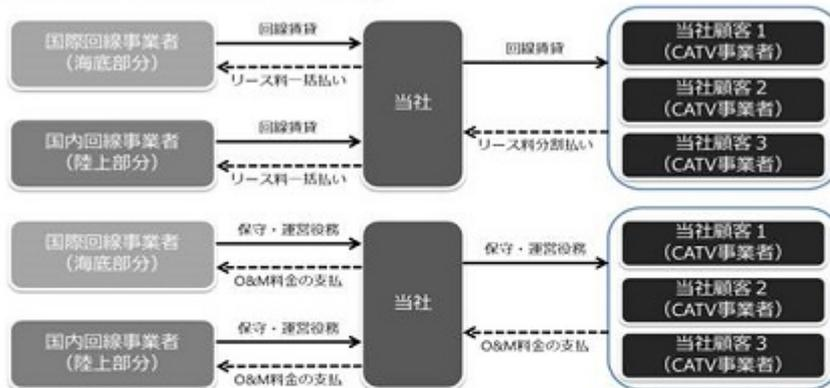 国際回線事業者
（海底部分）
回線賃貸
リース料一括払い
国内回線事業者
（陸上部分）
回線賃貸
リース料一括払い
当社
回線賃貸
リース料分割払い
当社顧客１
（CATV事業者）
当社顧客２
（CATV事業者）
当社顧客３
（CATV事業者）
国際回線事業者
（海底部分）
保守・運営役務
O&M料金の支払
国内回線事業者
（陸上部分）
保守・運営役務
O&M料金の支払
当社
保守・運営役務
O&M料金の支払
当社顧客１
（CATV事業者）
当社顧客２
（CATV事業者）
当社顧客３
（CATV事業者）